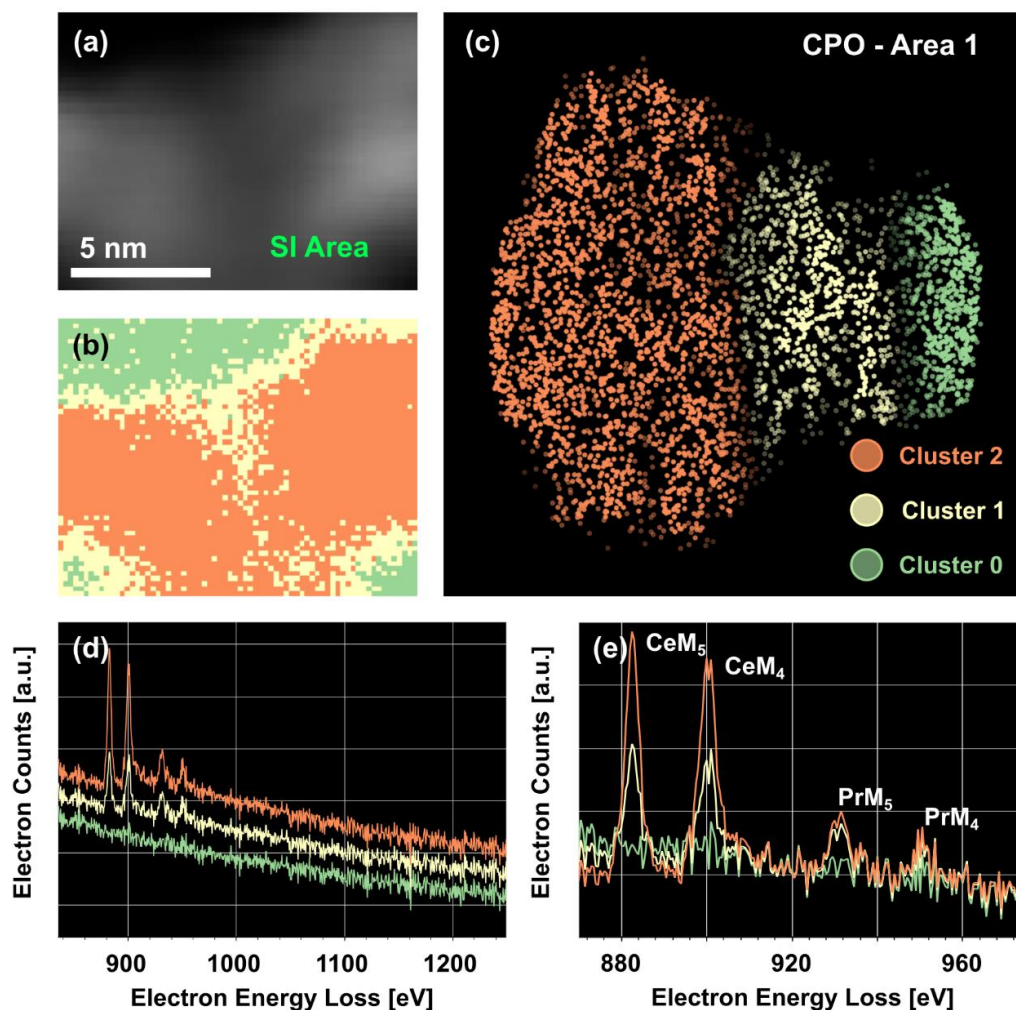 (a)
5 nm
SI Area
(b)
(c)
CPO - Area 1
Cluster 2
Cluster 1
Cluster 0
(d)
Electron Counts [a.u.]
900 1000 1100 1200
Electron Energy Loss [eV]
(e)
CeM₅
CeM₄
PrM₅
PrM₄
Electron Counts [a.u.]
880 920 960
Electron Energy Loss [eV]